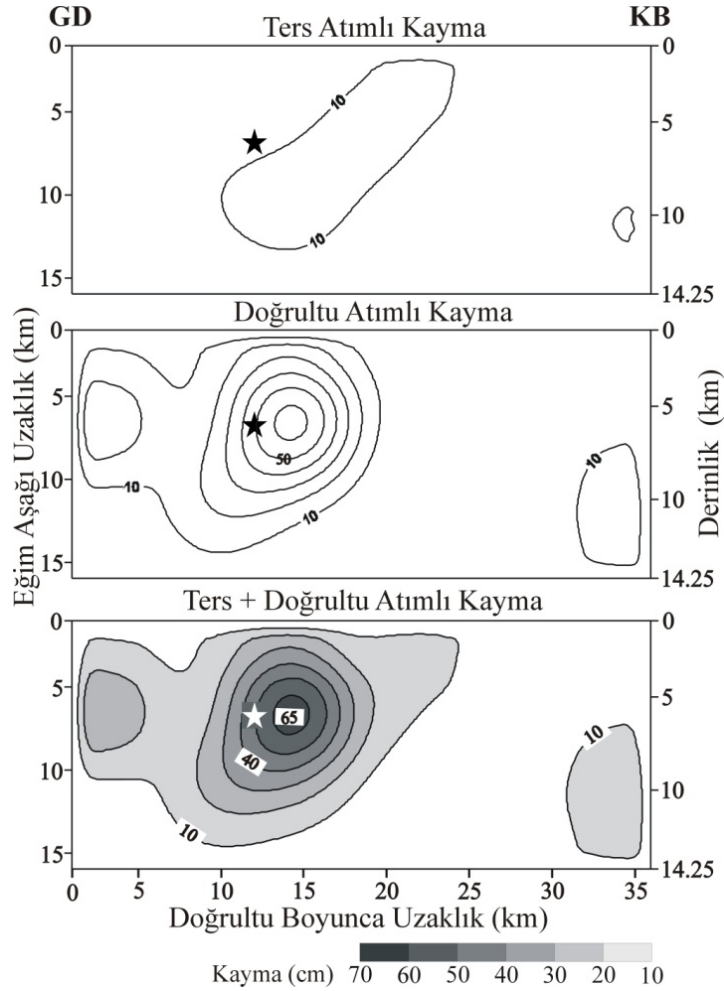 GD KB
Ters Atımlı Kayma
0 0
5 5
10 10
15 14.25
10
10
Doğrultu Atımlı Kayma
0 0
5 5
10 10
15 14.25
50
10
10
10
Eğim Aşağı Uzaklık (km)
Derinlik (km)
Ters + Doğrultu Atımlı Kayma
0 0
5 5
10 10
15 14.25
65
40
10
10
0 5 10 15 20 25 30 35
Doğrultu Boyunca Uzaklık (km)
Kayma (cm) 70 60 50 40 30 20 10